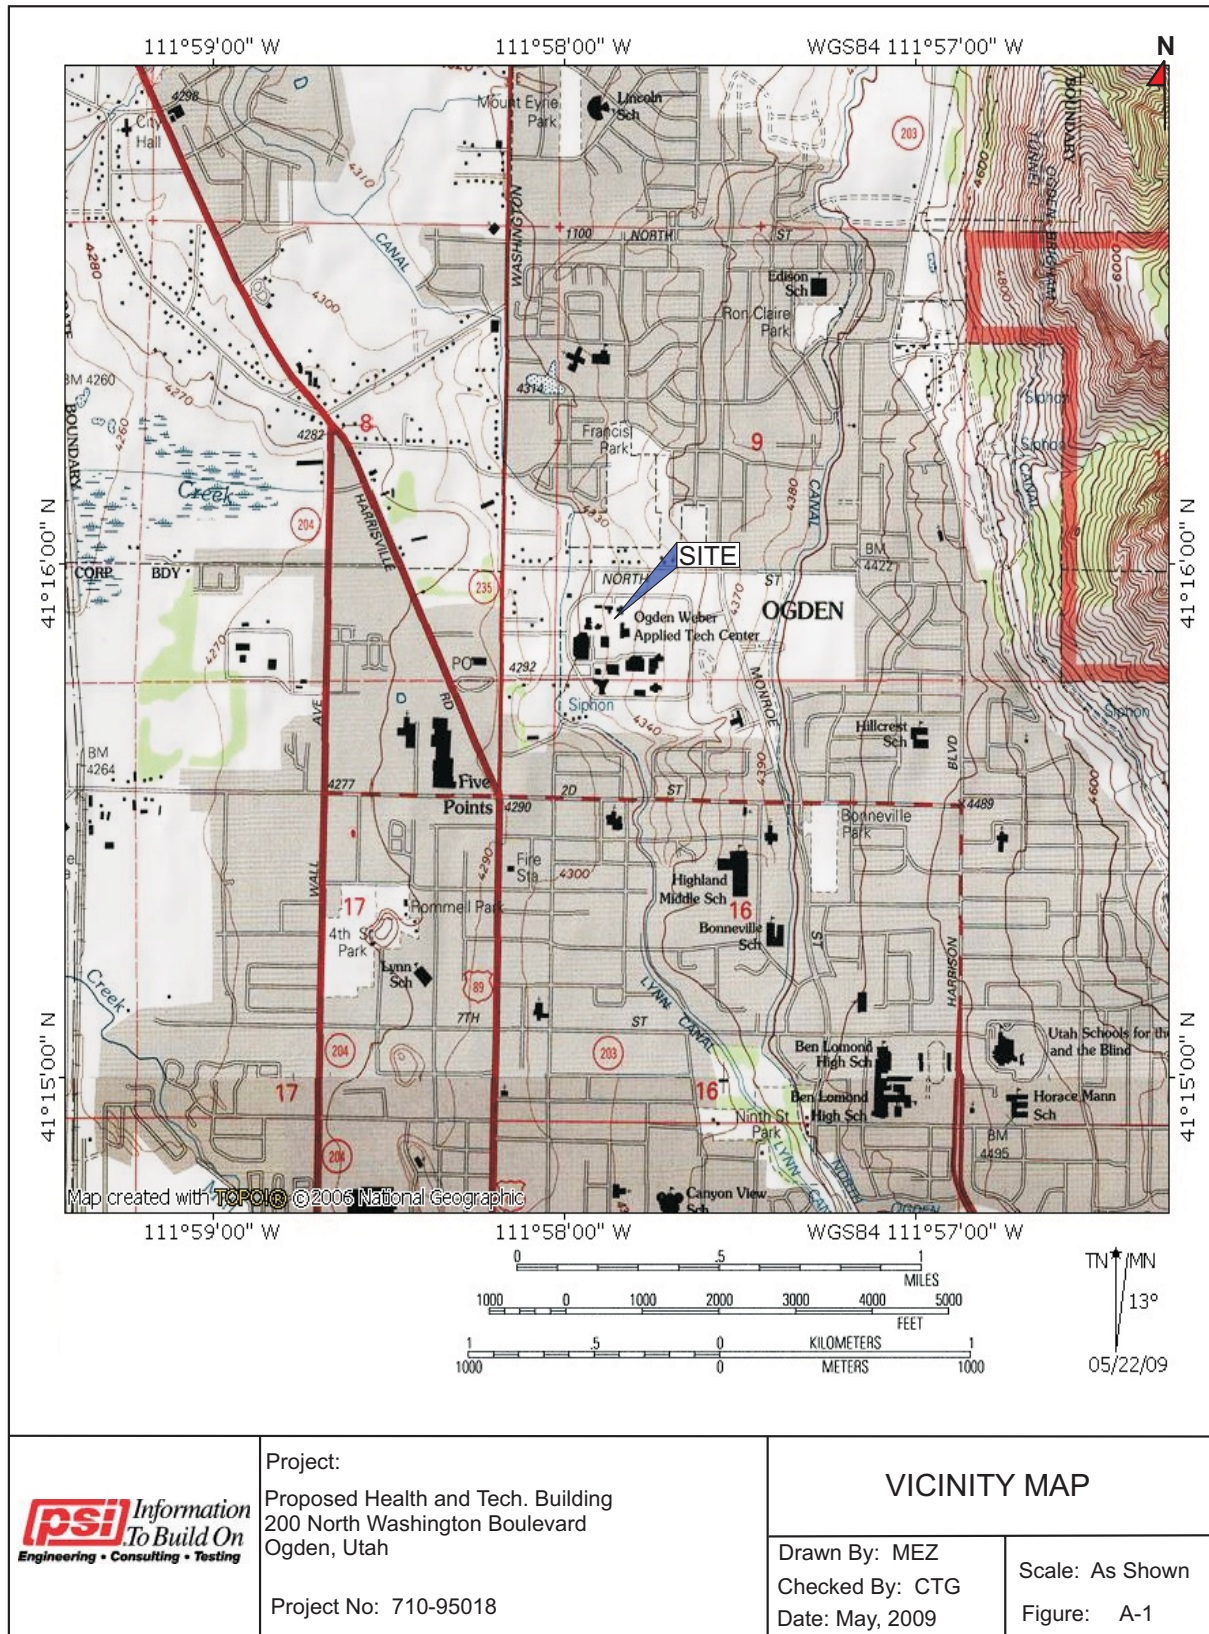 111°59'00" W 111°58'00" W WGS84 111°57'00" W
N
4298
City
Hall
Mount Eyrie
Park
Lincoln
Sch
203
4600
BOUNDARY
TUNNEL
OGDEN-BRIGHAM
4310
WASHINGTON
CANAL
1100 NORTH ST
4280
4300
Edison
Sch
Ron Claire
Park
4800
6000
BM 4260
4270
4260
4314
Siphon
BOUNDARY
4282
8
Francis
Park
9
Siphon
CANAL
Creek
HARRISVILLE
204
4330
4380
CANAL
41°16'00" N
41°16'00" N
CORP BDY
235
SITE
NORTH ST
BM
4422
4370
OGDEN
Ogden Weber
Applied Tech Center
4270
PO
4292
MONROE
RD
AVE
D
Siphon
4340
Siphon
Hillcrest
Sch
BLVD
BM
4264
4390
4600
4277
Five
Points
4290
2D ST
4489
Bonneville
Park
Fire
Sta
4290
4300
WALL
Highland
Middle Sch
17
Rommell Park
16
4th St
Park
Bonneville
Sch
ST
HARRISON
Lynn
Sch
Creek
89
LYNN CANAL
7TH ST
204
203
Ben Lomond
High Sch
Utah Schools for the
and the Blind
41°15'00" N
41°15'00" N
17
16
Ben Lomond
High Sch
Horace Mann
Sch
Ninth St
Park
BM
4495
204
LYNN
NORTH
OGDEN
Canyon View
Sch
Map created with TOPO!® ©2006 National Geographic
111°59'00" W 111°58'00" W WGS84 111°57'00" W
0 .5 1
MILES
1000 0 1000 2000 3000 4000 5000
FEET
1 .5 0 KILOMETERS 1
1000 0 METERS 1000
TN MN
13°
05/22/09
psi Information
To Build On
Engineering • Consulting • Testing
Project:
Proposed Health and Tech. Building
200 North Washington Boulevard
Ogden, Utah
Project No: 710-95018
VICINITY MAP
Drawn By: MEZ
Checked By: CTG
Date: May, 2009
Scale: As Shown
Figure: A-1